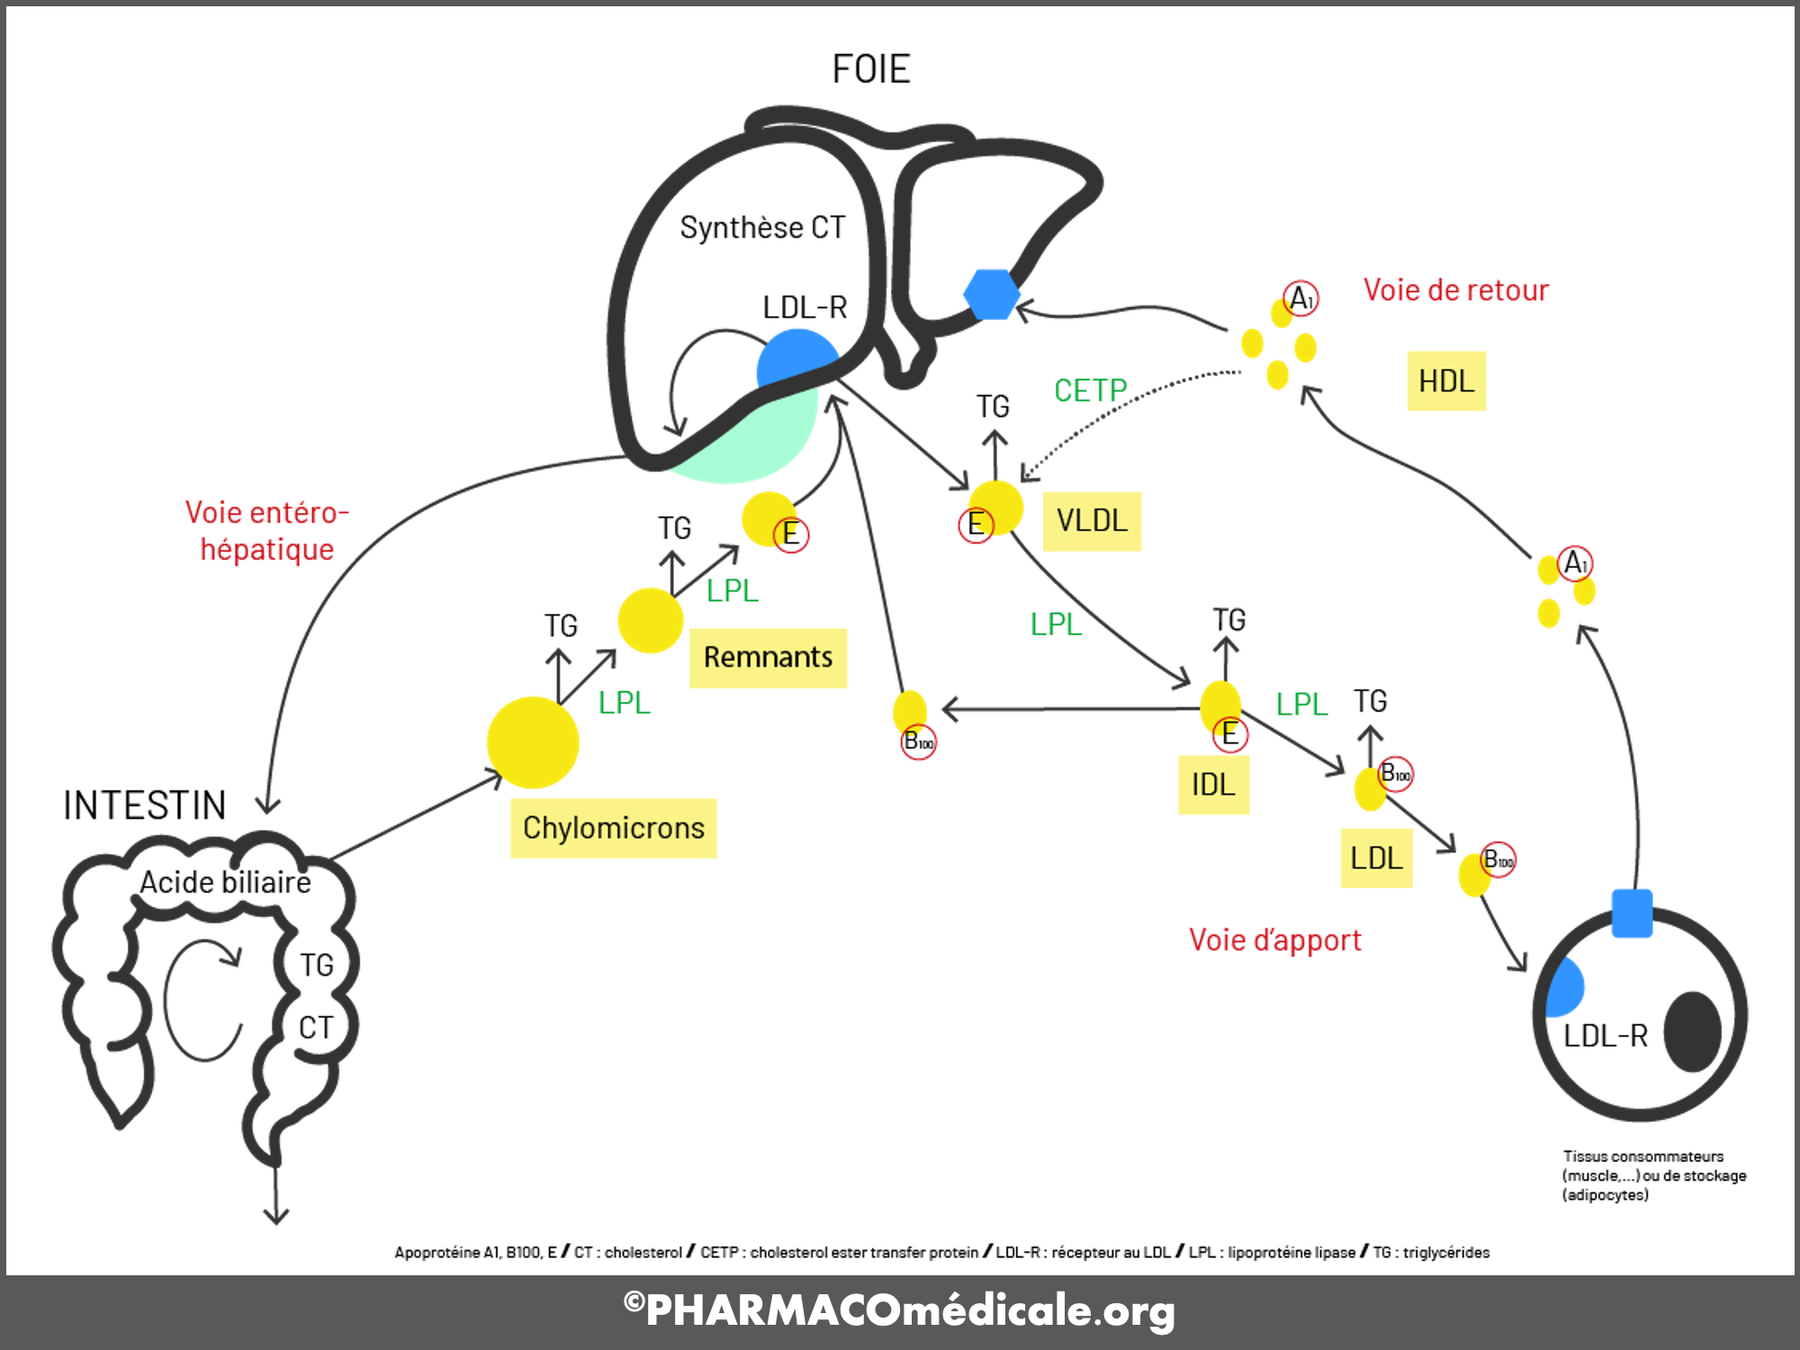 FOIE
Synthèse CT
LDL-R
A1
Voie de retour
HDL
CETP
TG
E
VLDL
Voie entéro-
hépatique
TG
E
LPL
TG
Remnants
LPL
Chylomicrons
A1
LPL
TG
E
IDL
B100
LPL
TG
B100
LDL
B100
Voie d'apport
INTESTIN
Acide biliaire
TG
CT
LDL-R
Tissus consommateurs
(muscle,...) ou de stockage
(adipocytes)
Apoprotéine A1, B100, E / CT : cholesterol / CETP : cholesterol ester transfer protein / LDL-R : récepteur au LDL / LPL : lipoprotéine lipase / TG : triglycérides
©PHARMACOmédicale.org